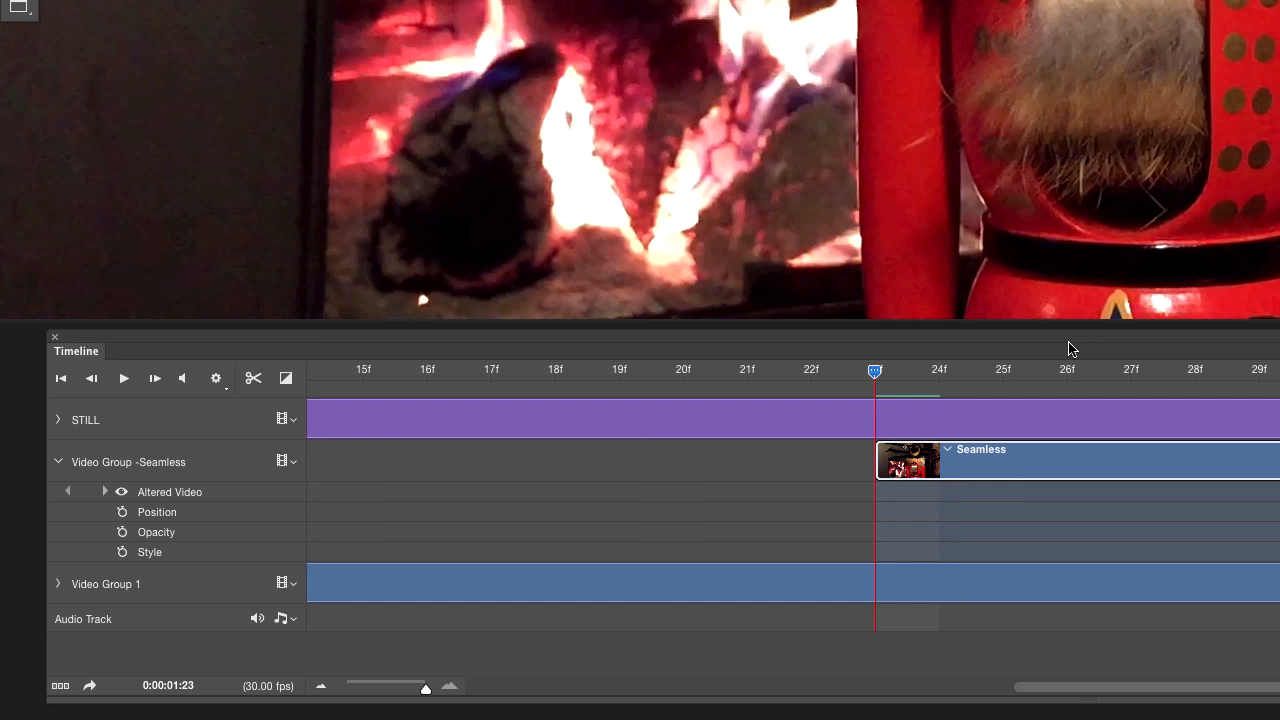 Timeline
15f 16f 17f 18f 19f 20f 21f 22f f 24f 25f 26f 27f 28f 29f
STILL
Video Group -Seamless
Seamless
Altered Video
Position
Opacity
Style
Video Group 1
Audio Track
0:00:01:23 (30.00 fps)